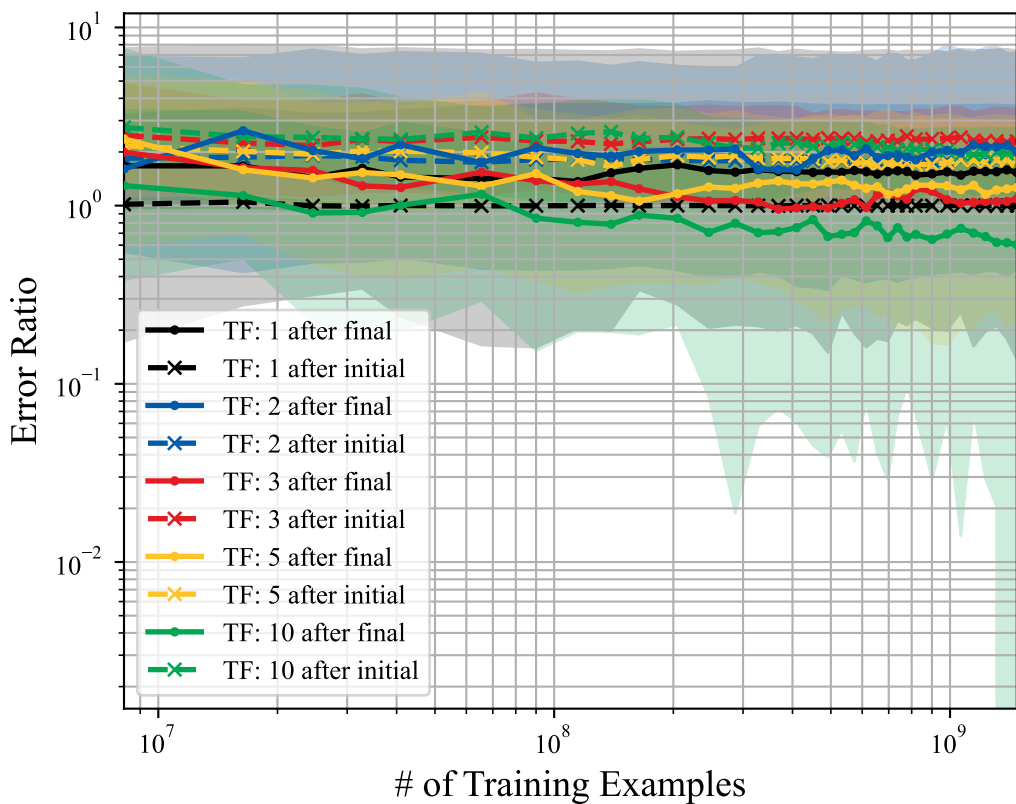 10^1
10^0
10^−1
10^−2
Error Ratio
TF: 1 after final
TF: 1 after initial
TF: 2 after final
TF: 2 after initial
TF: 3 after final
TF: 3 after initial
TF: 5 after final
TF: 5 after initial
TF: 10 after final
TF: 10 after initial
10^7 10^8 10^9
# of Training Examples